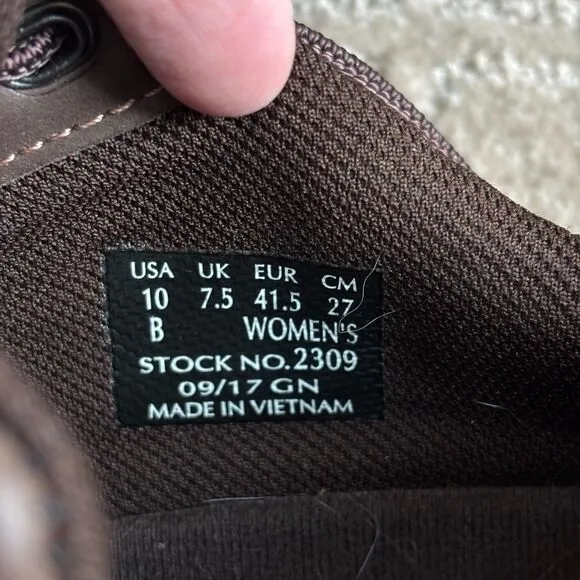 USA UK EUR CM
10 7.5 41.5 27
B WOMEN'S
STOCK NO.2309
09/17 GN
MADE IN VIETNAM